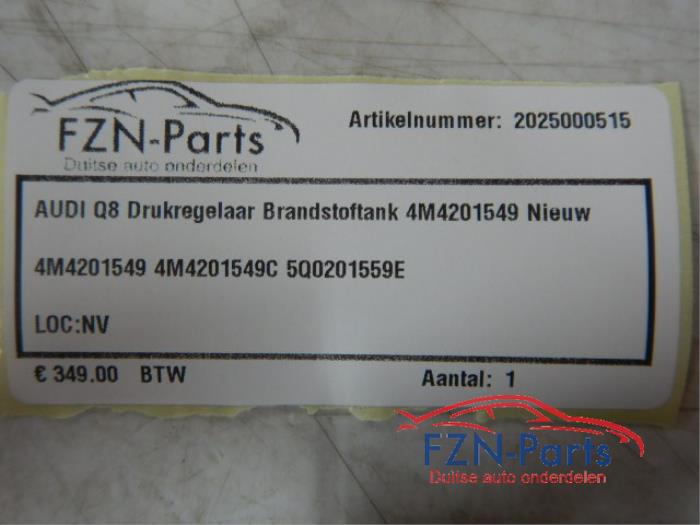 FZN-Parts
Duitse auto onderdelen
Artikelnummer: 2025000515
AUDI Q8 Drukregelaar Brandstoftank 4M4201549 Nieuw
4M4201549 4M4201549C 5Q0201559E
LOC:NV
€ 349.00 BTW
Aantal: 1
FZN-Parts
Duitse auto onderdelen